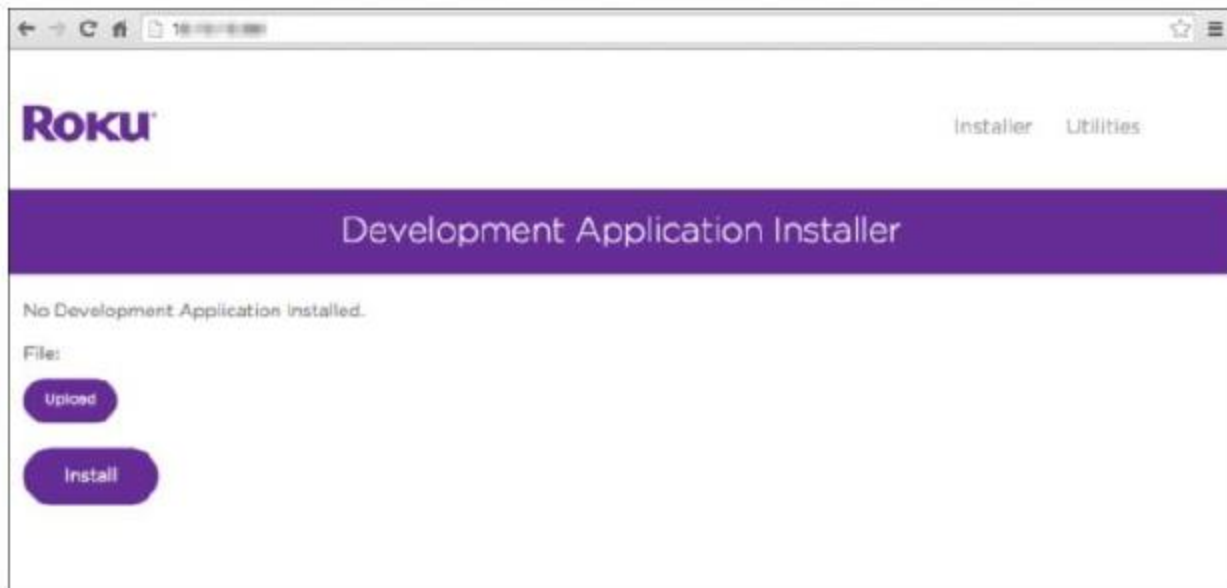 Roku
Installer Utilities
Development Application Installer
No Development Application Installed.
File:
Upload
Install